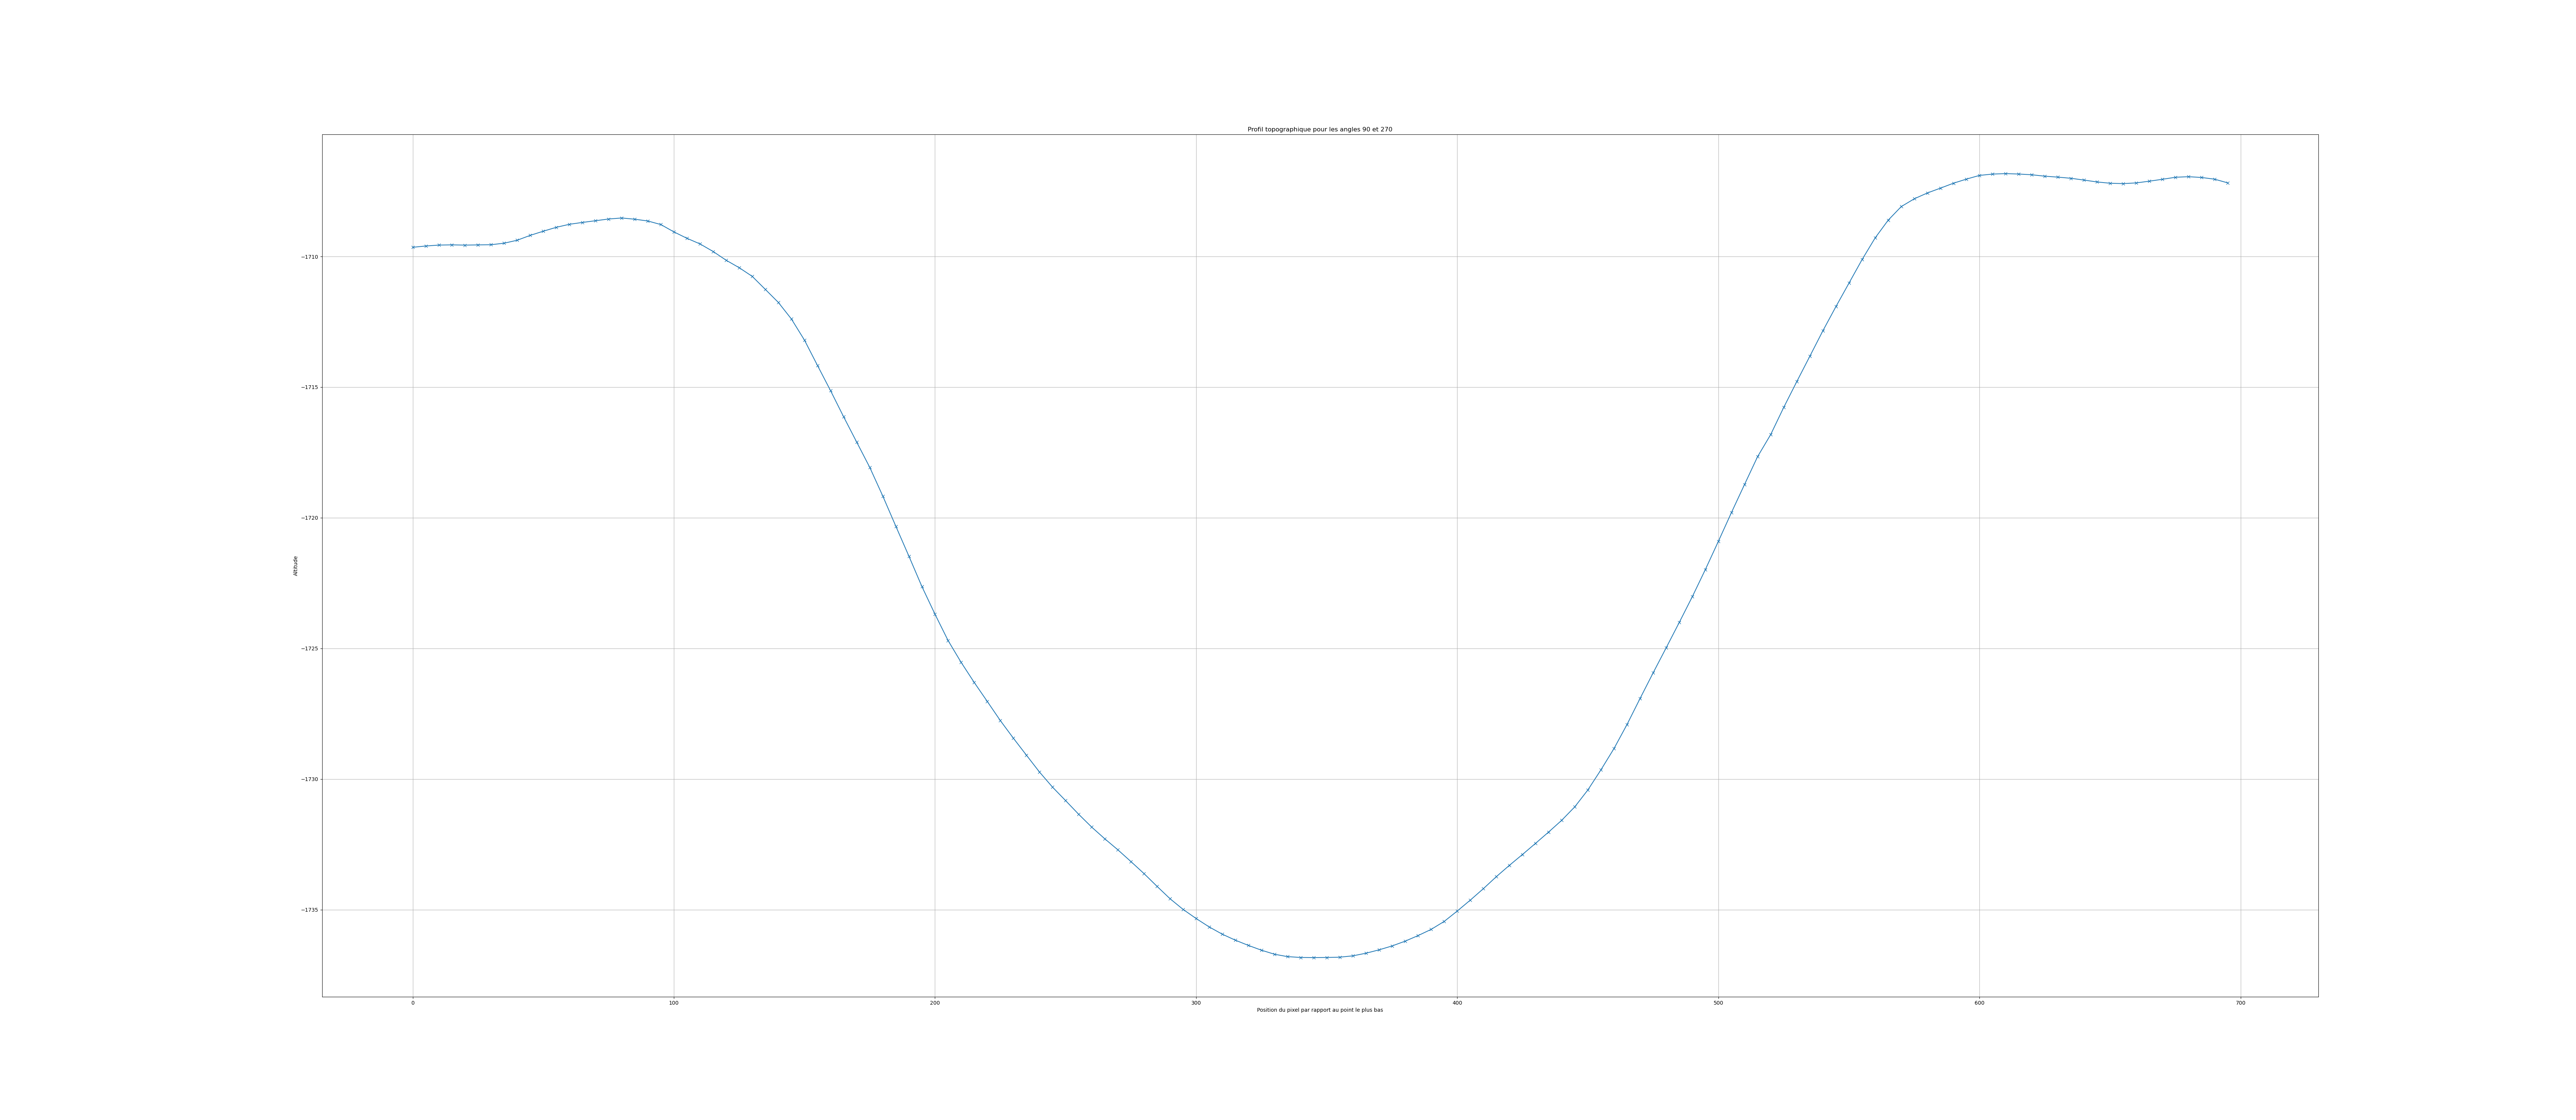 Profil topographique pour les angles 90 et 270
−1710
−1715
−1720
−1725
−1730
−1735
Altitude
0 100 200 300 400 500 600 700
Position du pixel par rapport au point le plus bas